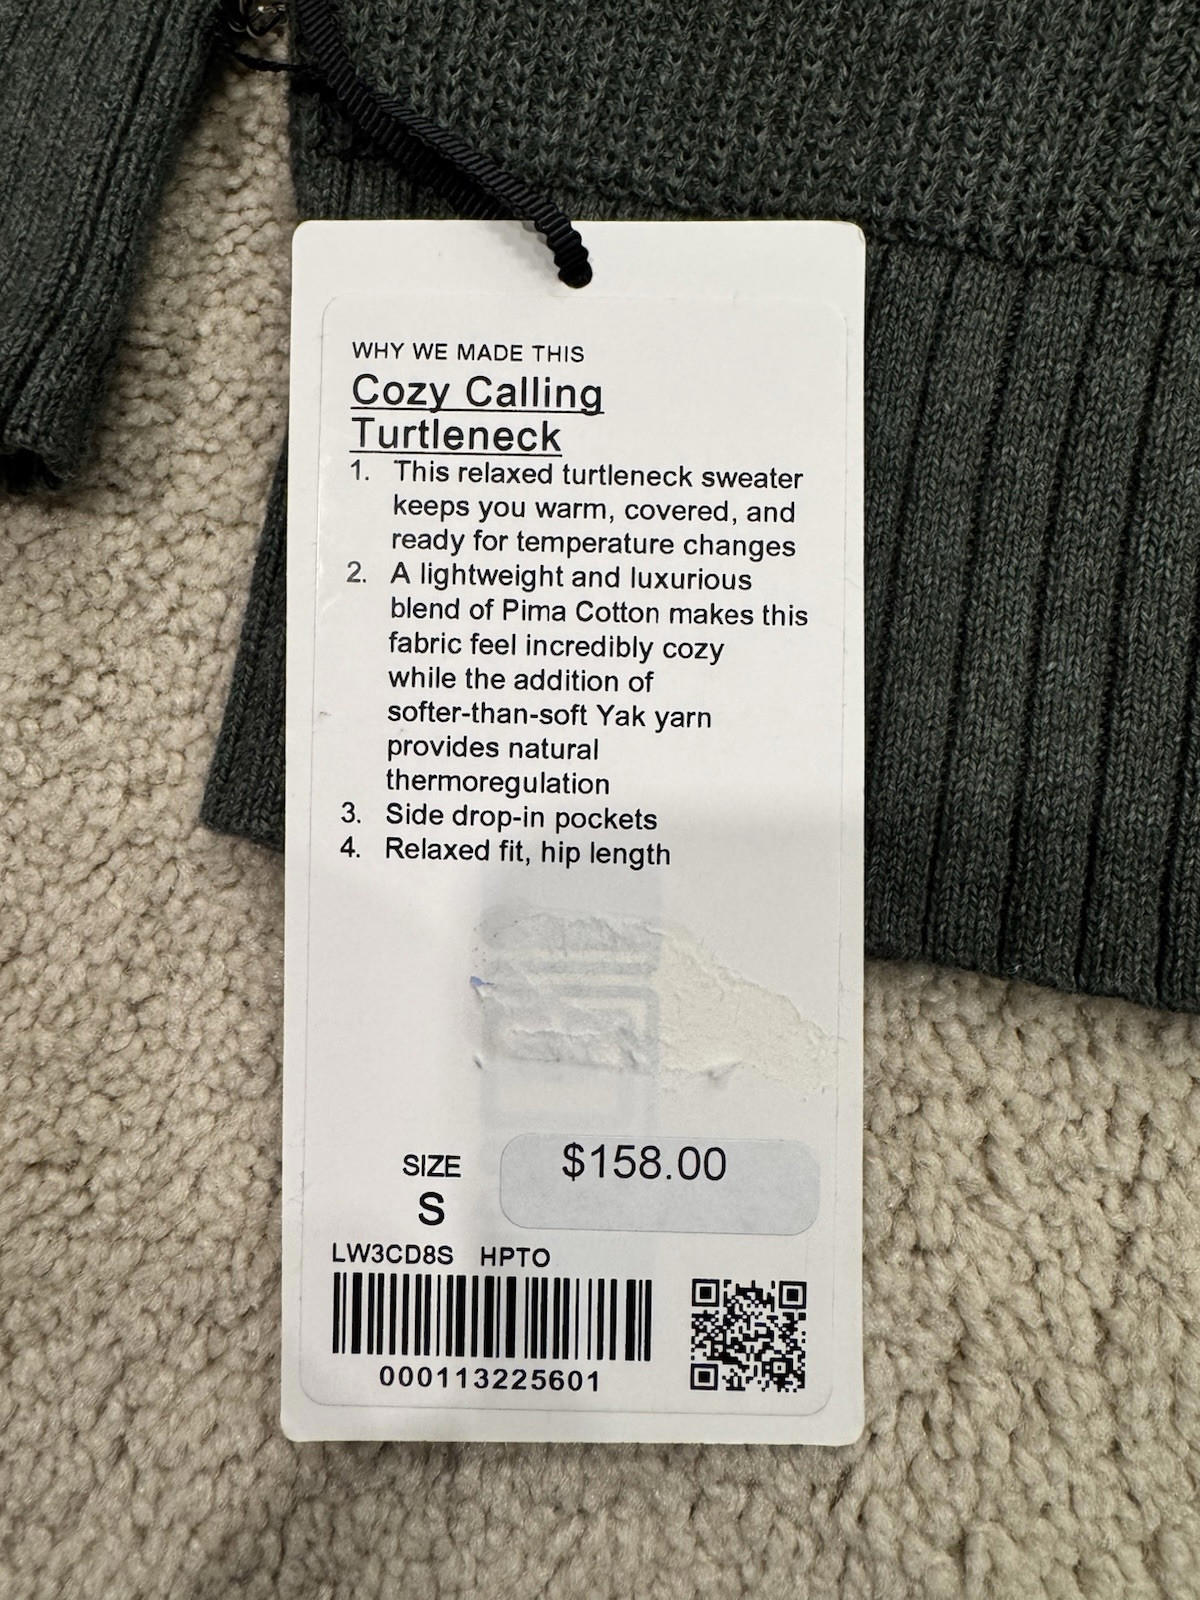 WHY WE MADE THIS
Cozy Calling
Turtleneck
1. This relaxed turtleneck sweater
keeps you warm, covered, and
ready for temperature changes
2. A lightweight and luxurious
blend of Pima Cotton makes this
fabric feel incredibly cozy
while the addition of
softer-than-soft Yak yarn
provides natural
thermoregulation
3. Side drop-in pockets
4. Relaxed fit, hip length
SIZE
S
$158.00
LW3CD8S HPTO
000113225601